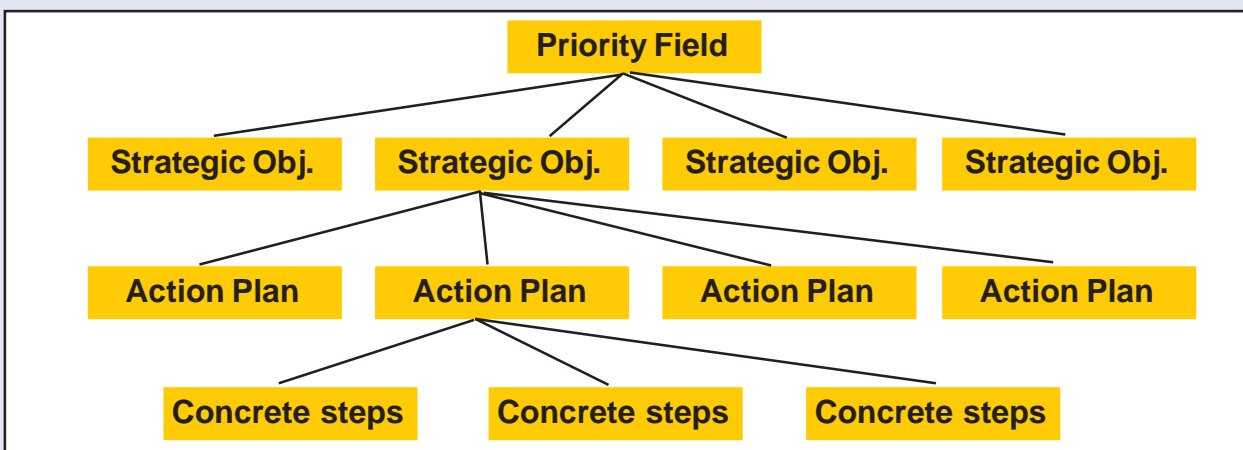 Priority Field
Strategic Obj. Strategic Obj. Strategic Obj. Strategic Obj.
Action Plan Action Plan Action Plan Action Plan
Concrete steps Concrete steps Concrete steps